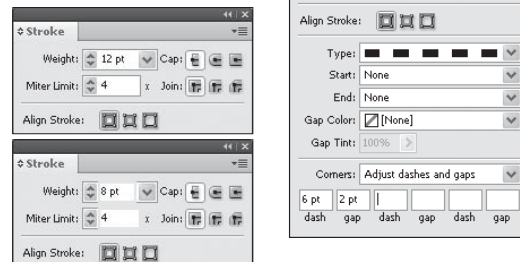 Stroke
Weight: 12 pt Cap:
Miter Limit: 4 x Join:
Align Stroke:
Stroke
Weight: 8 pt Cap:
Miter Limit: 4 x Join:
Align Stroke:
Align Stroke:
Type:
Start: None
End: None
Gap Color: [None]
Gap Tint: 100%
Corners: Adjust dashes and gaps
6 pt 2 pt
dash gap dash gap dash gap